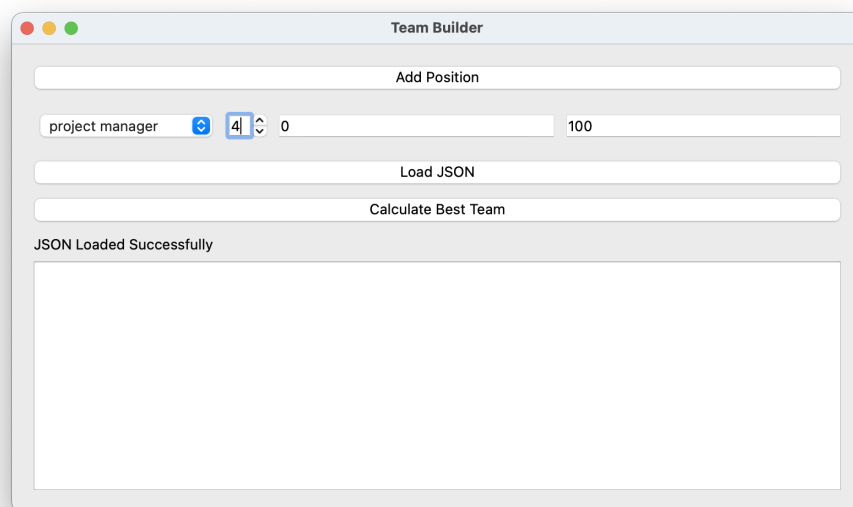 Team Builder
Add Position
project manager 4 0 100
Load JSON
Calculate Best Team
JSON Loaded Successfully